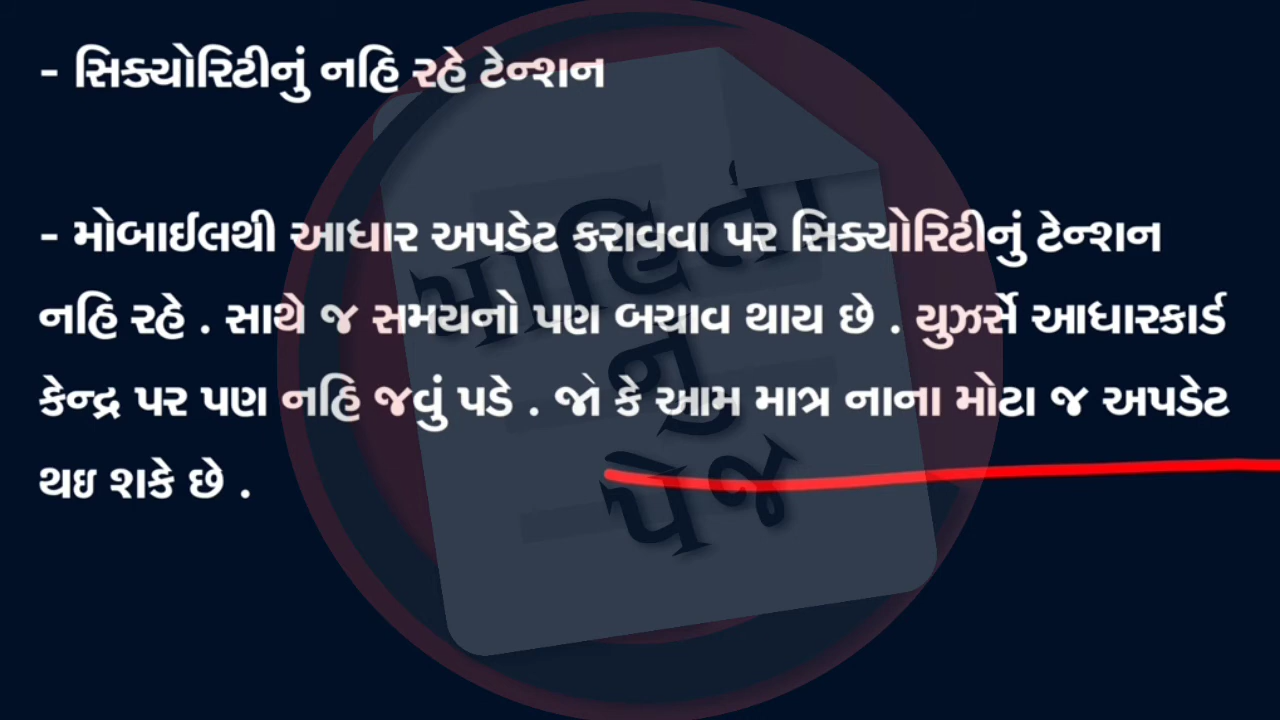 - સિક્યોરિટીનું નહિ રહે ટેન્શન
- મોબાઈલથી આધાર અપડેટ કરાવવા પર સિક્યોરિટીનું ટેન્શન
નહિ રહે . સાથે જ સમયનો પણ બચાવ થાય છે . યુઝર્સે આધારકાર્ડ
કેન્દ્ર પર પણ નહિ જવું પડે . જો કે આમ માત્ર નાના મોટા જ અપડેટ
થઇ શકે છે .
માહિતી
નુ
પેજ